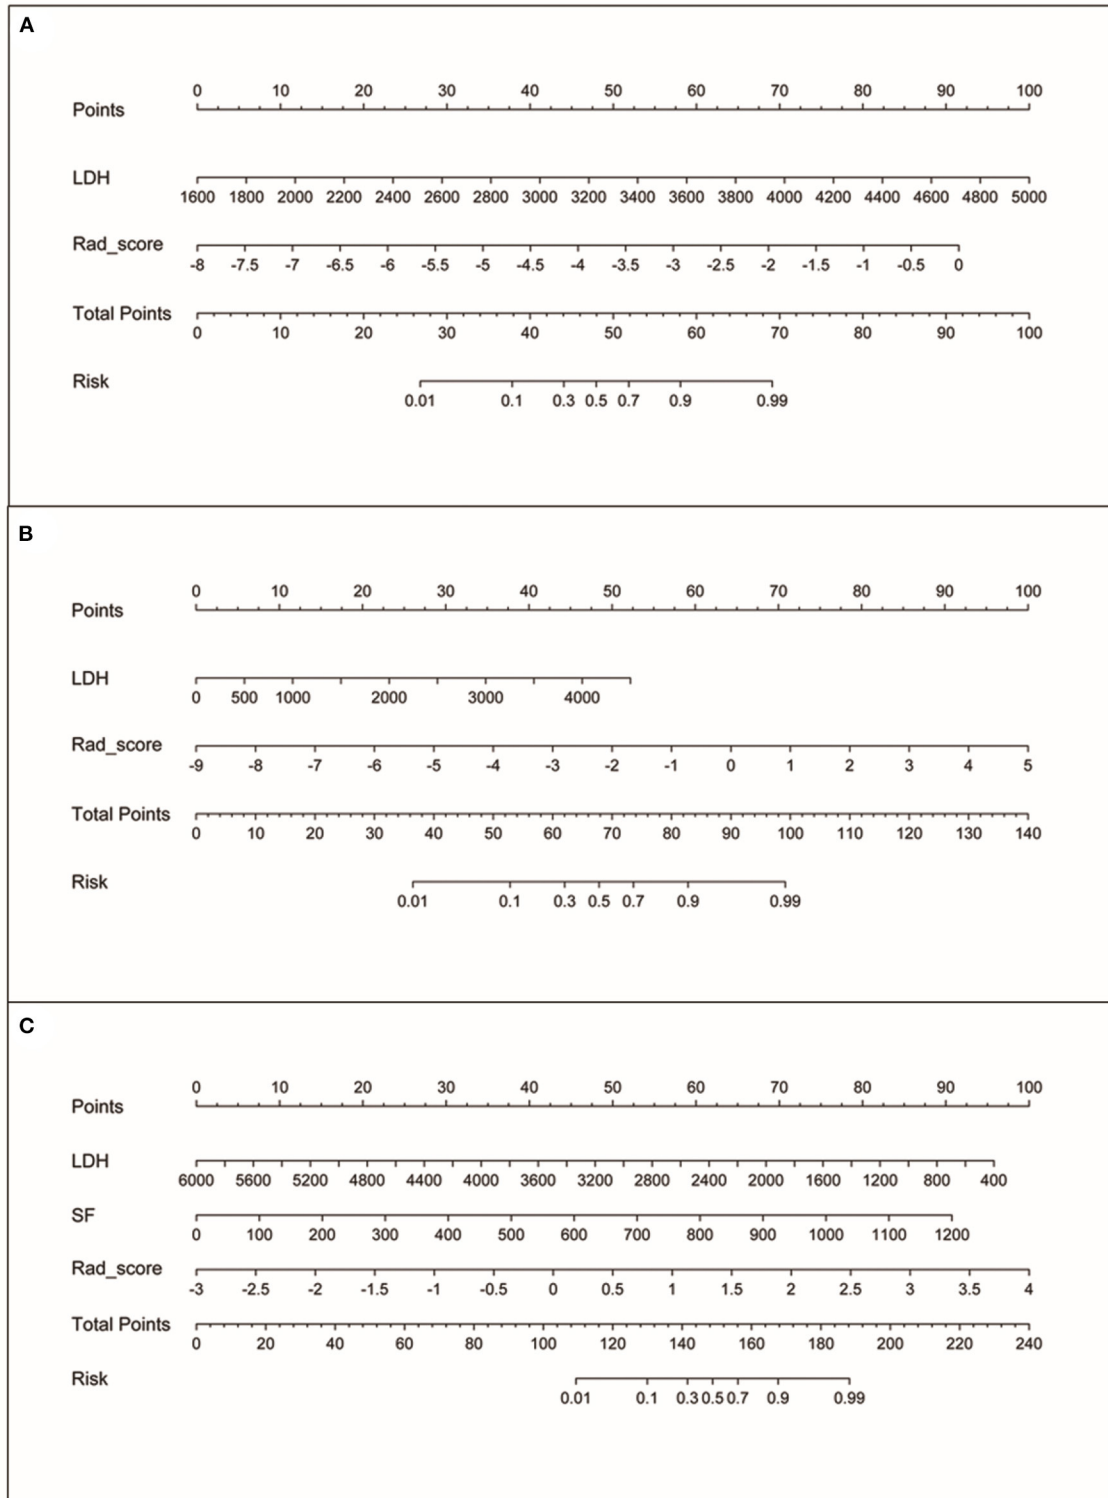 A
0 10 20 30 40 50 60 70 80 90 100
Points
LDH
1600 1800 2000 2200 2400 2600 2800 3000 3200 3400 3600 3800 4000 4200 4400 4600 4800 5000
Rad_score
-8 -7.5 -7 -6.5 -6 -5.5 -5 -4.5 -4 -3.5 -3 -2.5 -2 -1.5 -1 -0.5 0
Total Points
0 10 20 30 40 50 60 70 80 90 100
Risk
0.01 0.1 0.3 0.5 0.7 0.9 0.99
B
0 10 20 30 40 50 60 70 80 90 100
Points
LDH
0 500 1000 2000 3000 4000
Rad_score
-9 -8 -7 -6 -5 -4 -3 -2 -1 0 1 2 3 4 5
Total Points
0 10 20 30 40 50 60 70 80 90 100 110 120 130 140
Risk
0.01 0.1 0.3 0.5 0.7 0.9 0.99
C
0 10 20 30 40 50 60 70 80 90 100
Points
LDH
6000 5600 5200 4800 4400 4000 3600 3200 2800 2400 2000 1600 1200 800 400
SF
0 100 200 300 400 500 600 700 800 900 1000 1100 1200
Rad_score
-3 -2.5 -2 -1.5 -1 -0.5 0 0.5 1 1.5 2 2.5 3 3.5 4
Total Points
0 20 40 60 80 100 120 140 160 180 200 220 240
Risk
0.01 0.1 0.3 0.5 0.7 0.9 0.99